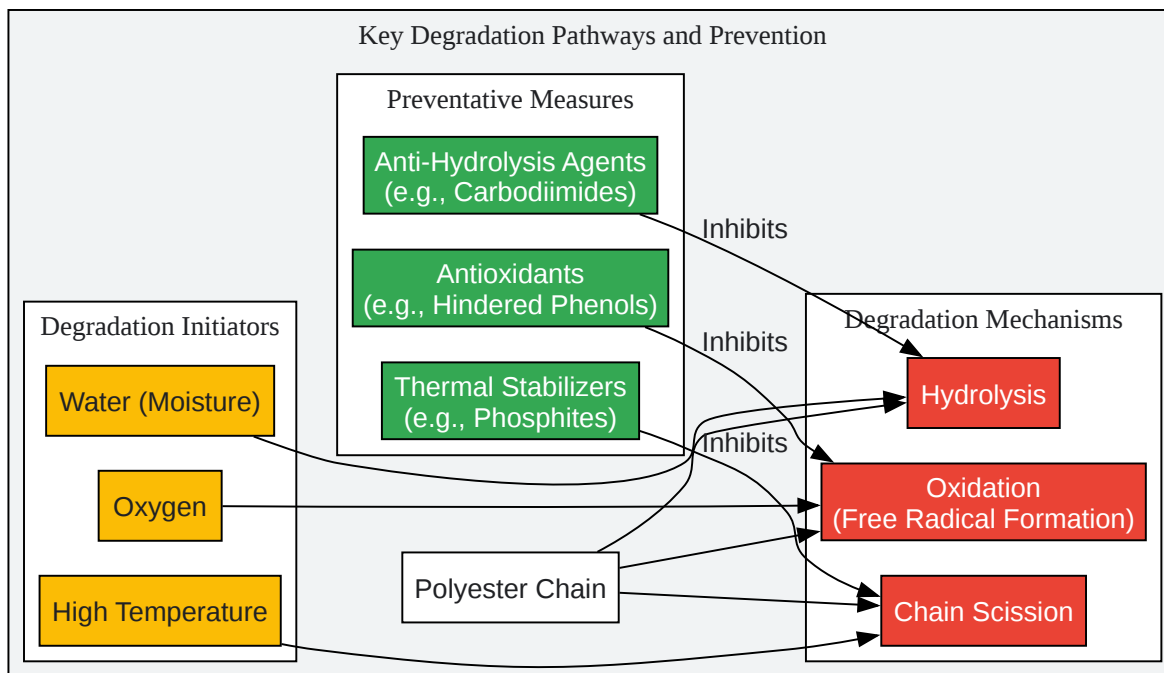 Key Degradation Pathways and Prevention
Preventative Measures
Anti-Hydrolysis Agents
(e.g., Carbodiimides)
Inhibits
Antioxidants
(e.g., Hindered Phenols)
Inhibits
Thermal Stabilizers
(e.g., Phosphites)
Inhibits
Degradation Initiators
Water (Moisture)
Oxygen
High Temperature
Polyester Chain
Degradation Mechanisms
Hydrolysis
Oxidation
(Free Radical Formation)
Chain Scission